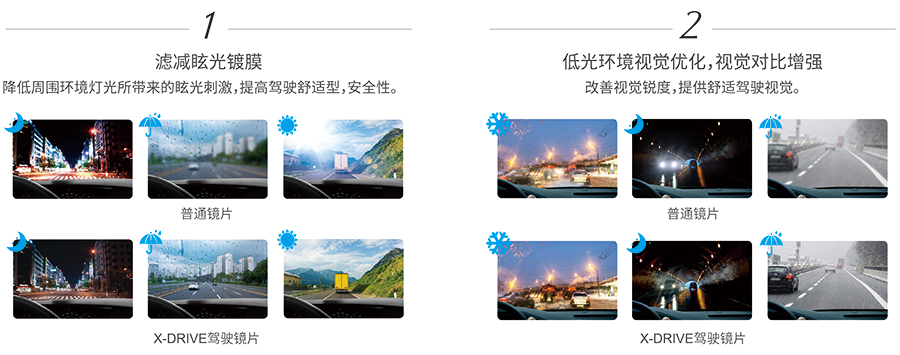 1
滤减眩光镀膜
降低周围环境灯光所带来的眩光刺激,提高驾驶舒适型,安全性。
普通镜片
X-DRIVE驾驶镜片
2
低光环境视觉优化,视觉对比增强
改善视觉锐度,提供舒适驾驶视觉。
普通镜片
X-DRIVE驾驶镜片